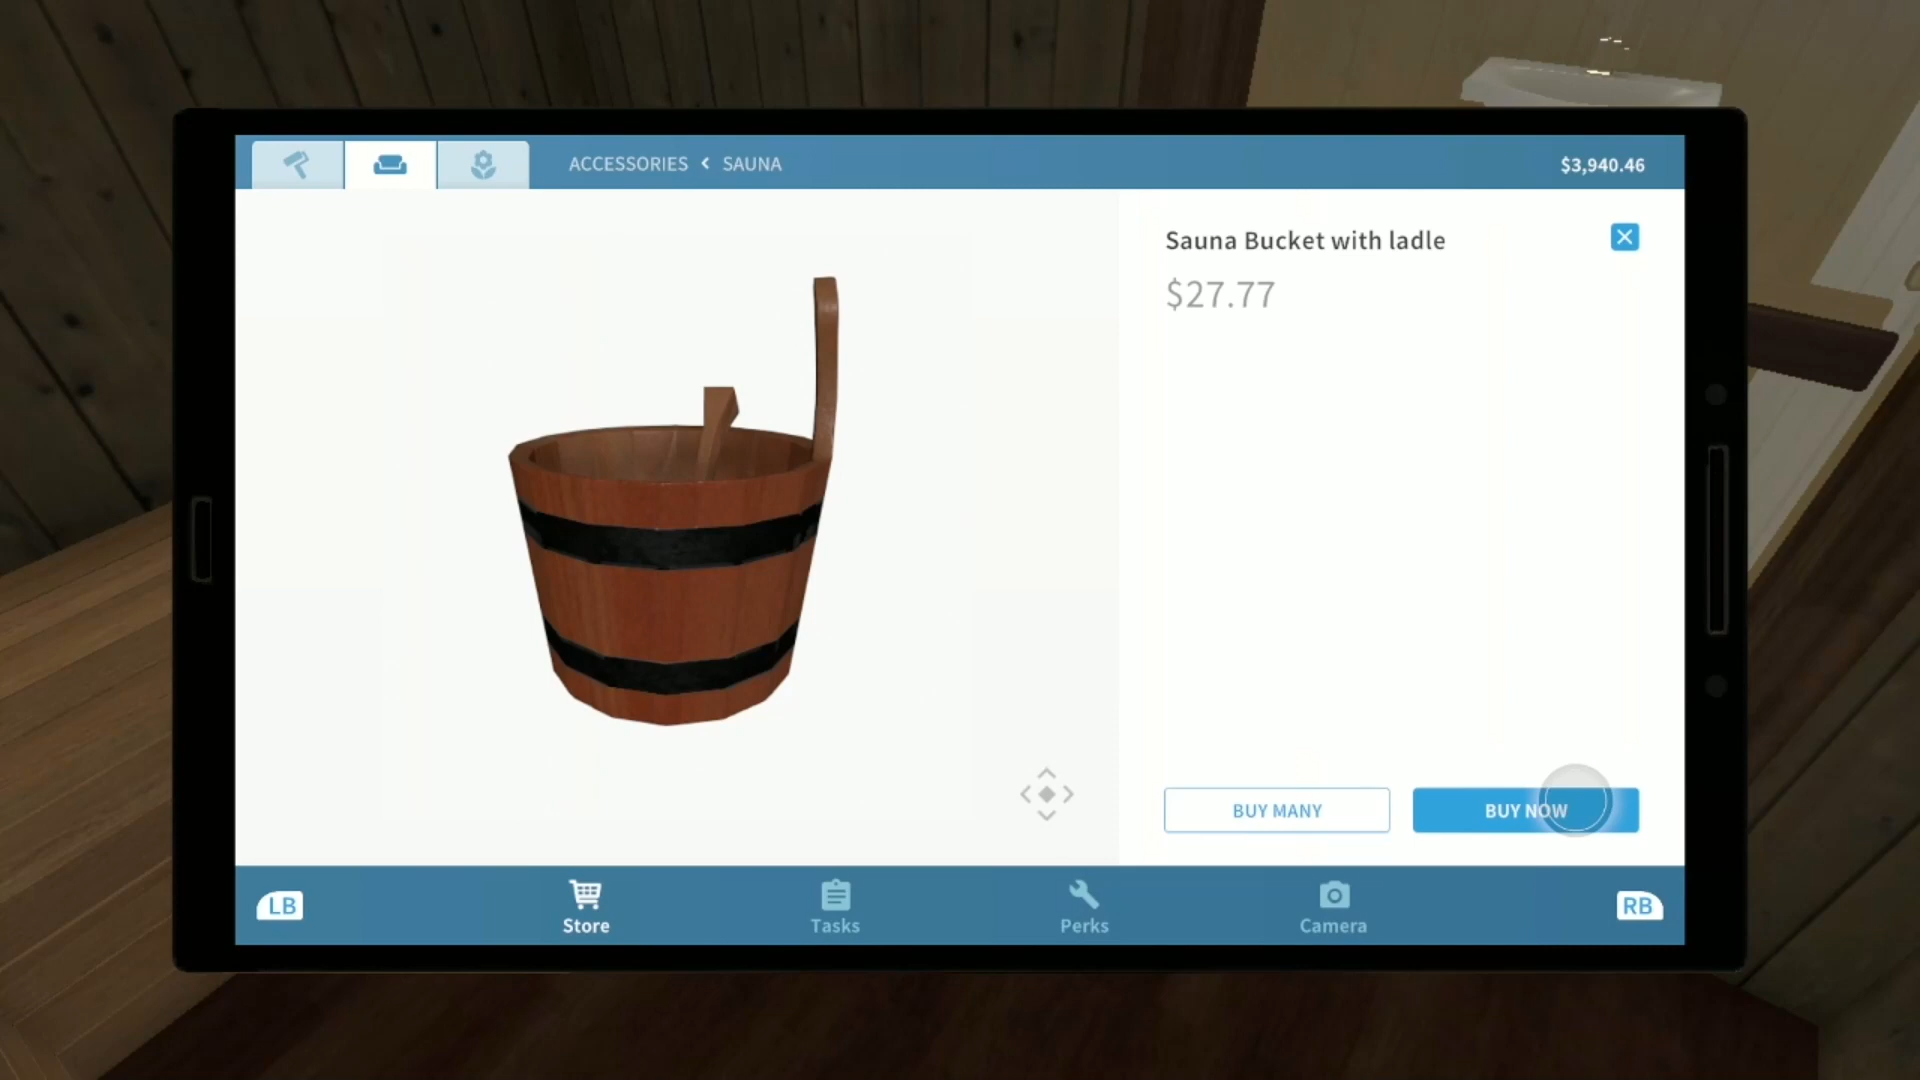 ACCESSORIES < SAUNA
$3,940.46
Sauna Bucket with ladle
$27.77
BUY MANY
BUY NOW
LB
Store
Tasks
Perks
Camera
RB